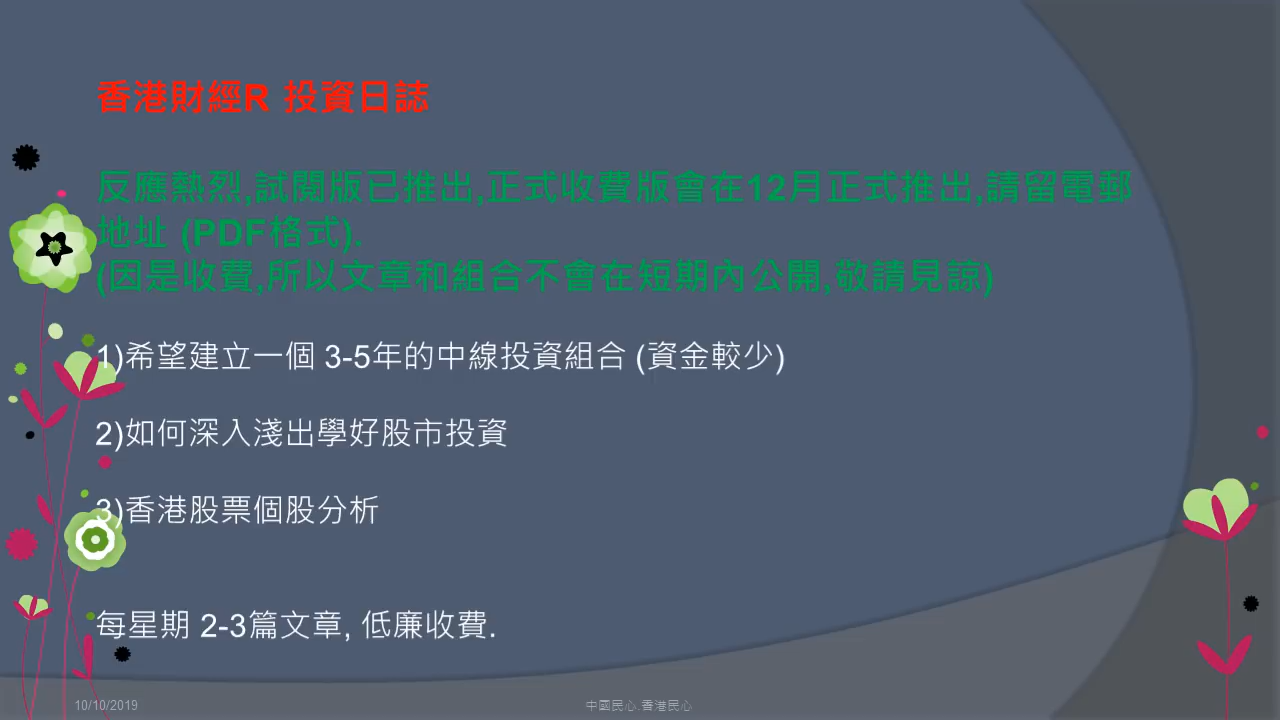 香港財經R 投資日誌
反應熱烈,試閱版已推出,正式收費版會在12月正式推出,請留電郵
地址 (PDF格式).
(因是收費,所以文章和組合不會在短期內公開,敬請見諒)
1)希望建立一個 3-5年的中線投資組合 (資金較少)
2)如何深入淺出學好股市投資
3)香港股票個股分析
每星期 2-3篇文章, 低廉收費.
10/10/2019
中國民心.香港民心